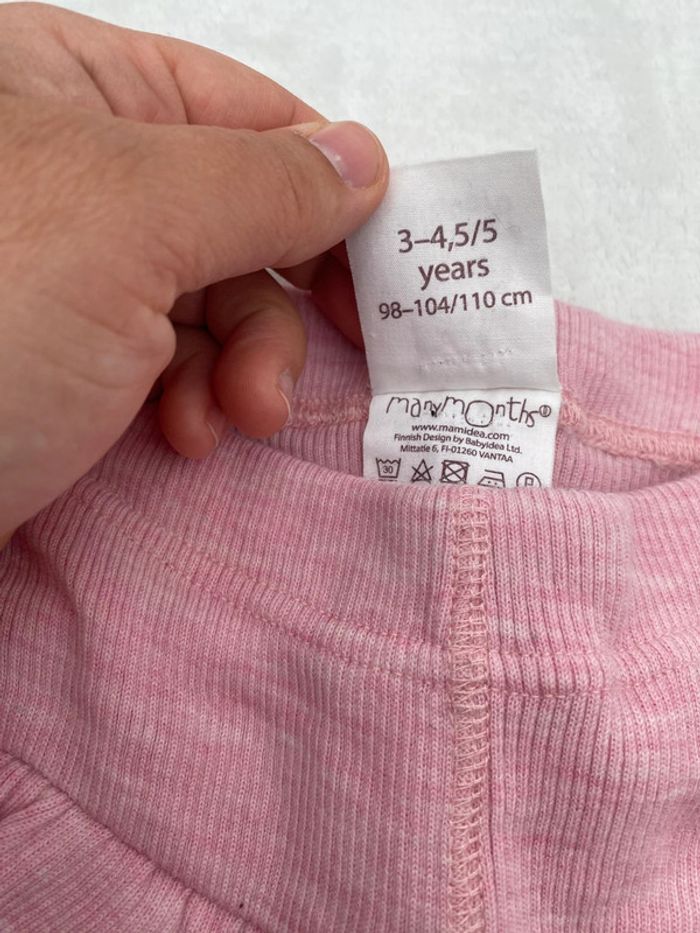 3–4,5/5
years
98–104/110 cm
manymonths®
www.mamidea.com
Finnish Design by Babyidea Ltd.
Mittatie 6, FI-01260 VANTAA
30